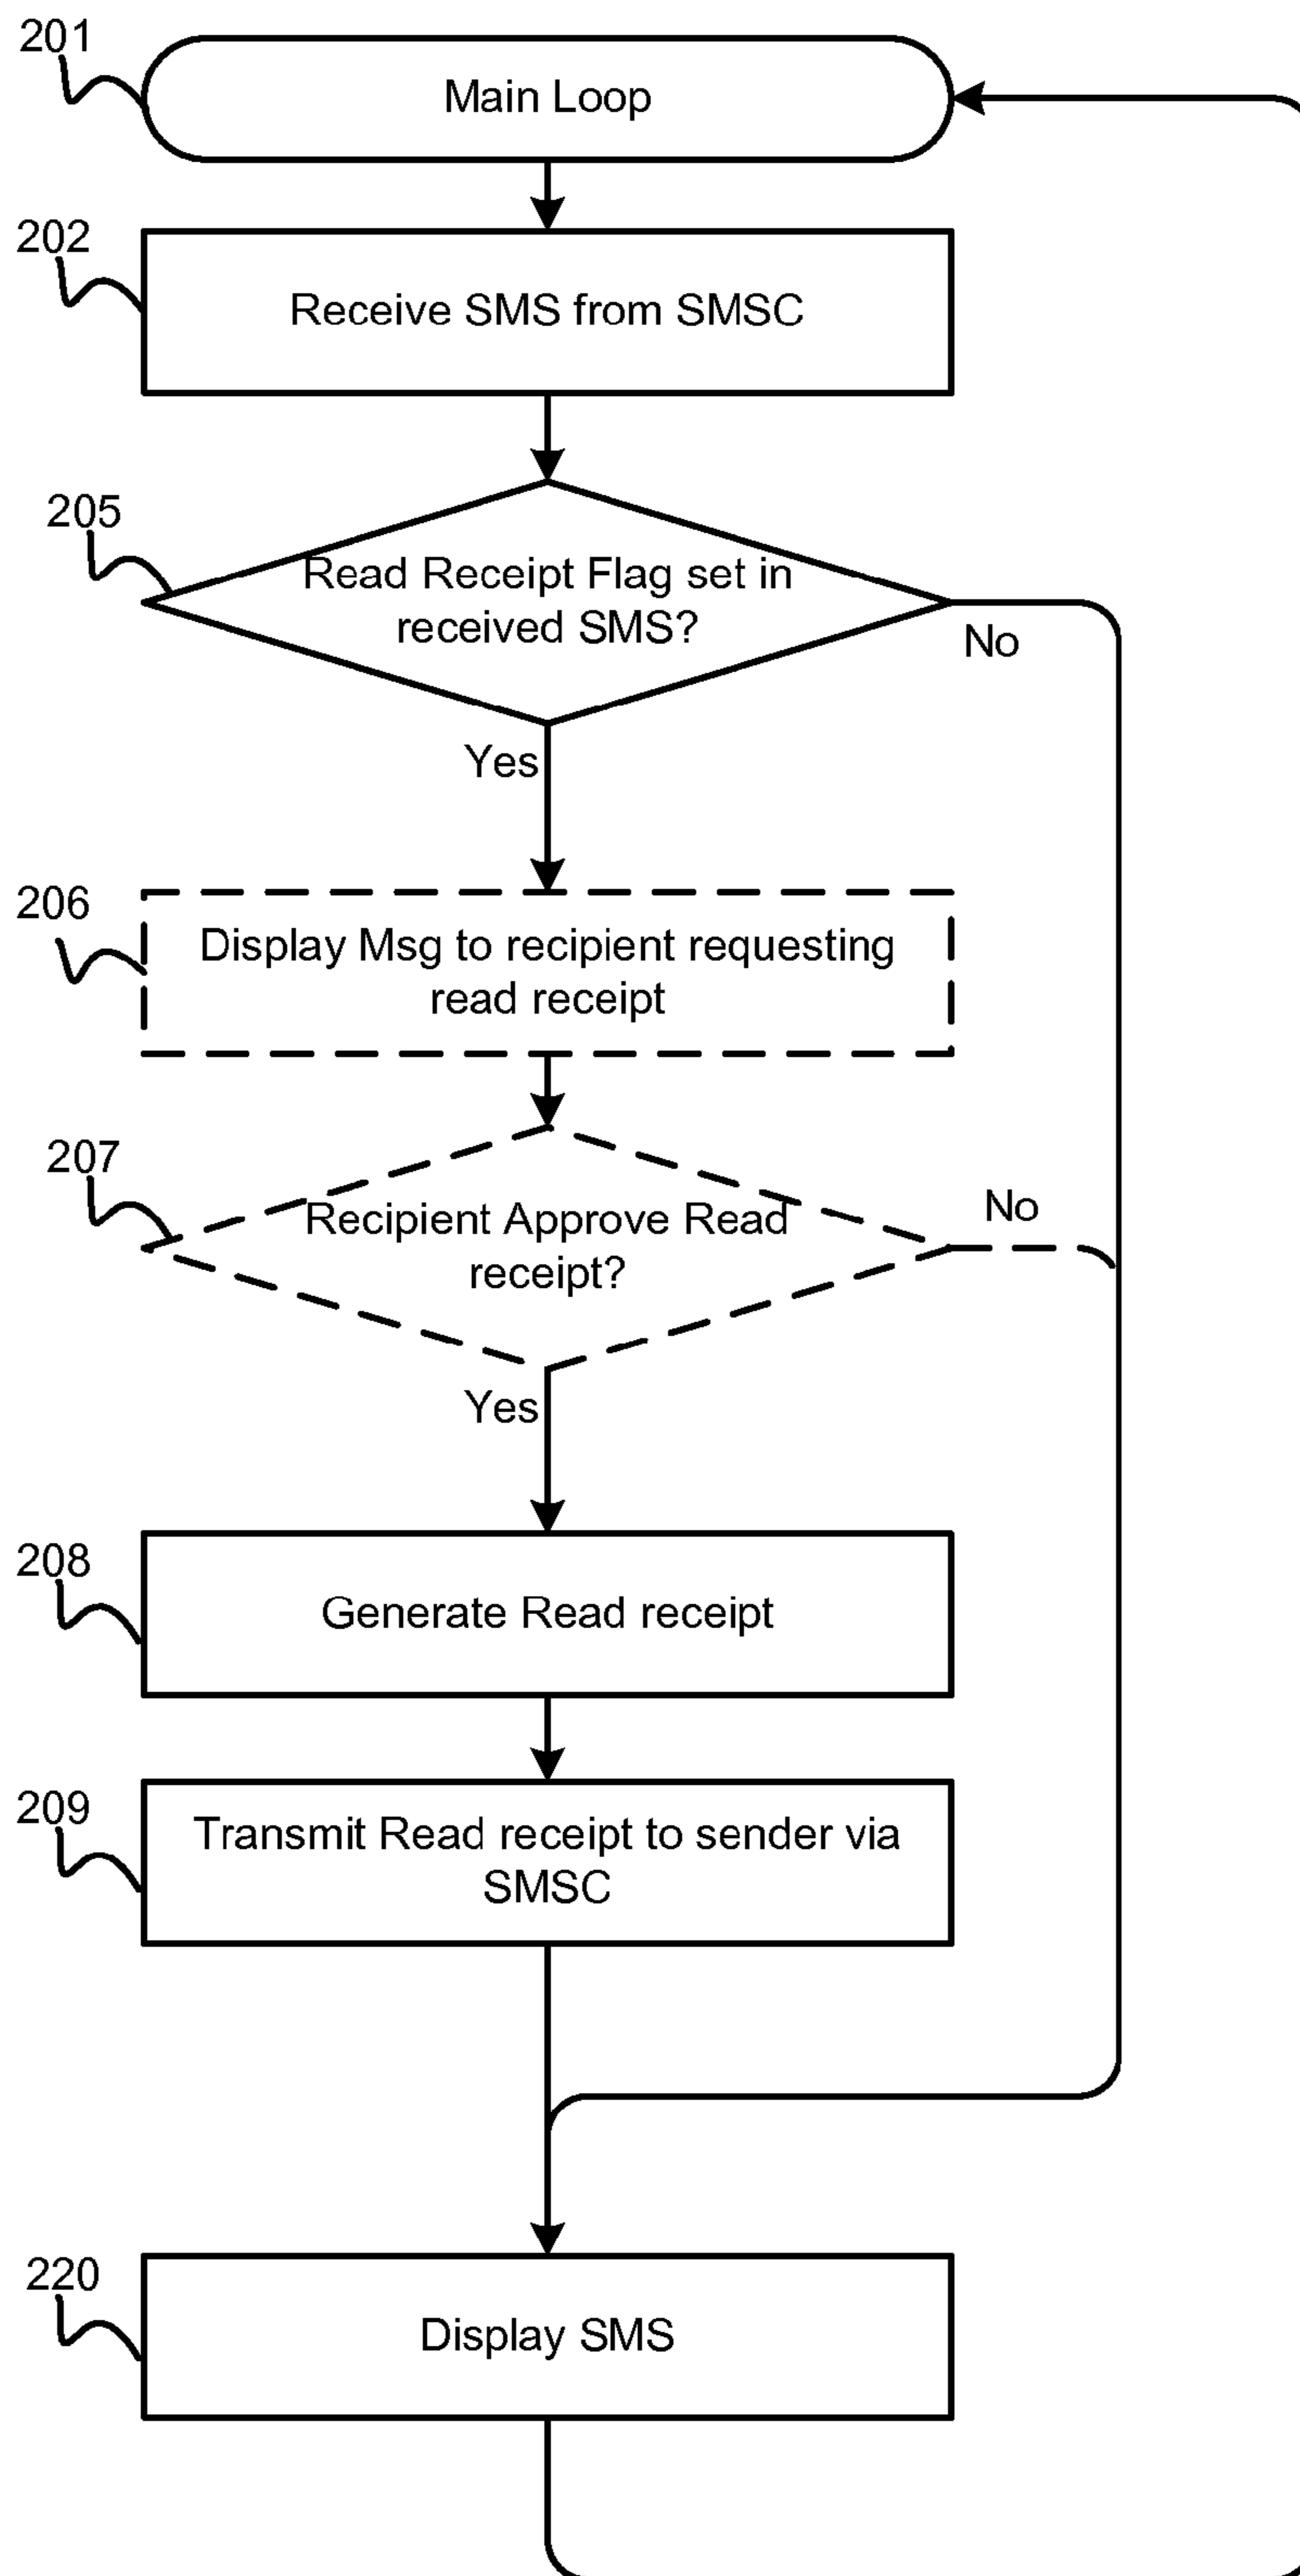 201
Main Loop
202
Receive SMS from SMSC
205
Read Receipt Flag set in
received SMS?
No
Yes
206
Display Msg to recipient requesting
read receipt
207
Recipient Approve Read
receipt?
No
Yes
208
Generate Read receipt
209
Transmit Read receipt to sender via
SMSC
220
Display SMS